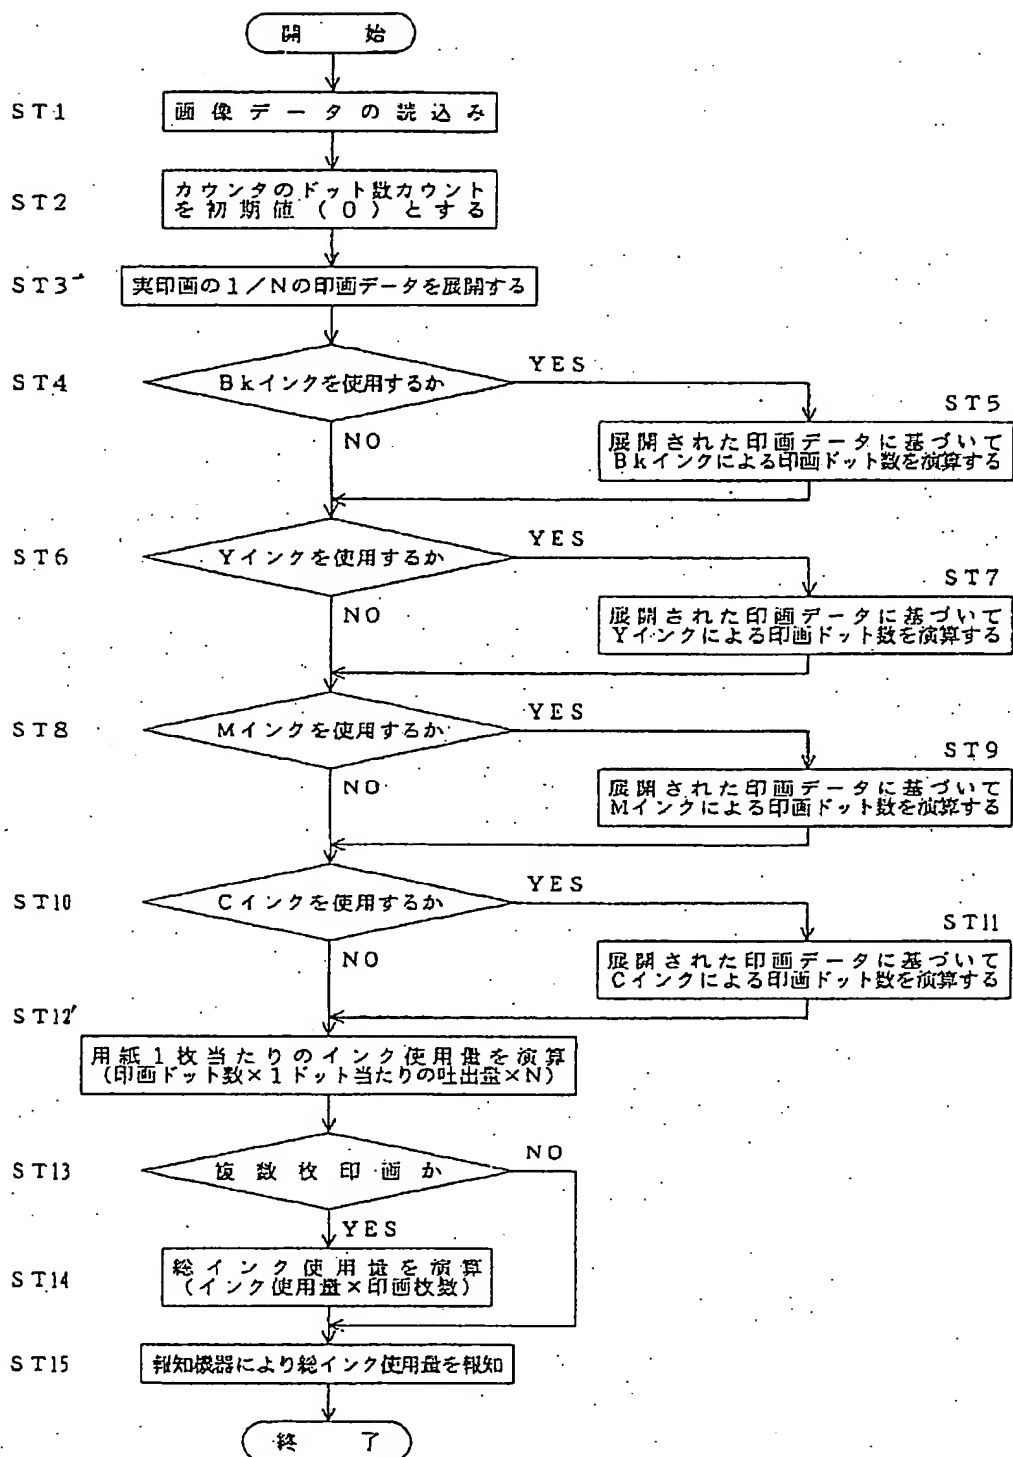 開 始
ST1
画像データの読込み
ST2
カウンタのドット数カウント
を初期値(0)とする
ST3′
実印画の1/Nの印画データを展開する
ST4
Bkインクを使用するか
YES
NO
ST5
展開された印画データに基づいて
Bkインクによる印画ドット数を演算する
ST6
Yインクを使用するか
YES
NO
ST7
展開された印画データに基づいて
Yインクによる印画ドット数を演算する
ST8
Mインクを使用するか
YES
NO
ST9
展開された印画データに基づいて
Mインクによる印画ドット数を演算する
ST10
Cインクを使用するか
YES
NO
ST11
展開された印画データに基づいて
Cインクによる印画ドット数を演算する
ST12′
用紙1枚当たりのインク使用量を演算
(印画ドット数×1ドット当たりの吐出量×N)
ST13
複数枚印画か
NO
YES
ST14
総インク使用量を演算
(インク使用量×印画枚数)
ST15
報知機器により総インク使用量を報知
終 了